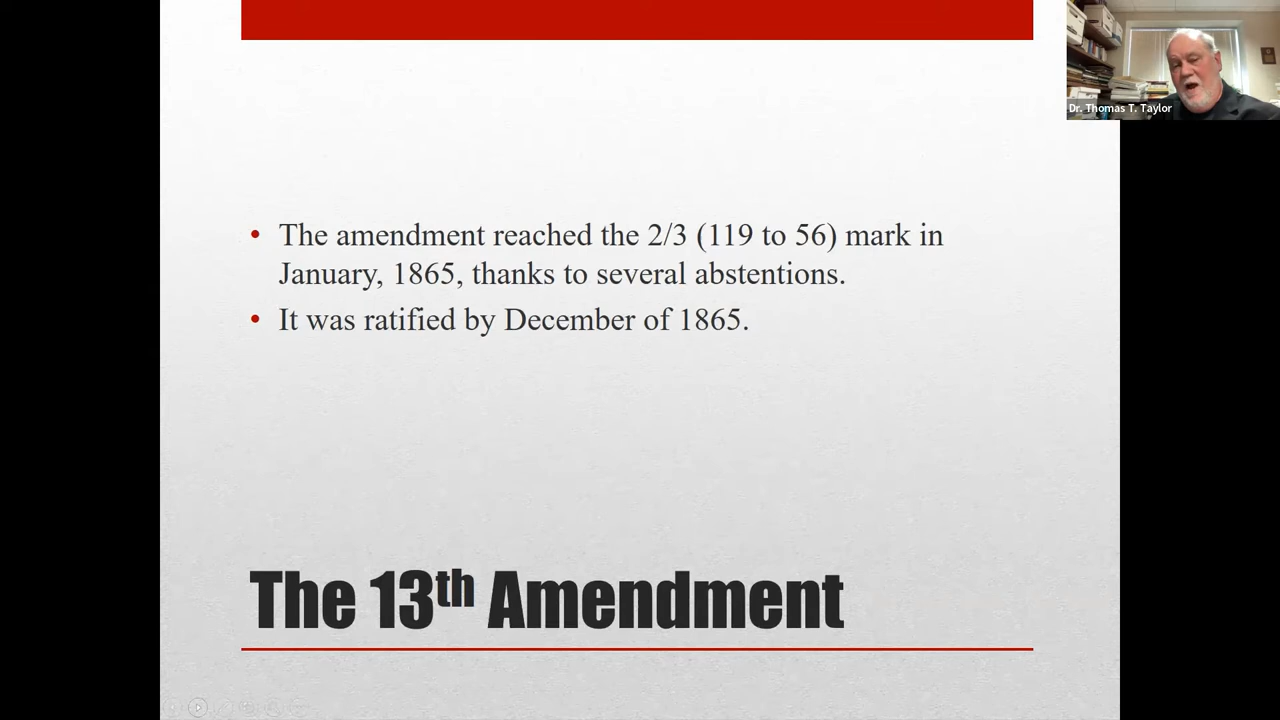 Dr. Thomas T. Taylor
• The amendment reached the 2/3 (119 to 56) mark in
January, 1865, thanks to several abstentions.
• It was ratified by December of 1865.
The 13th Amendment